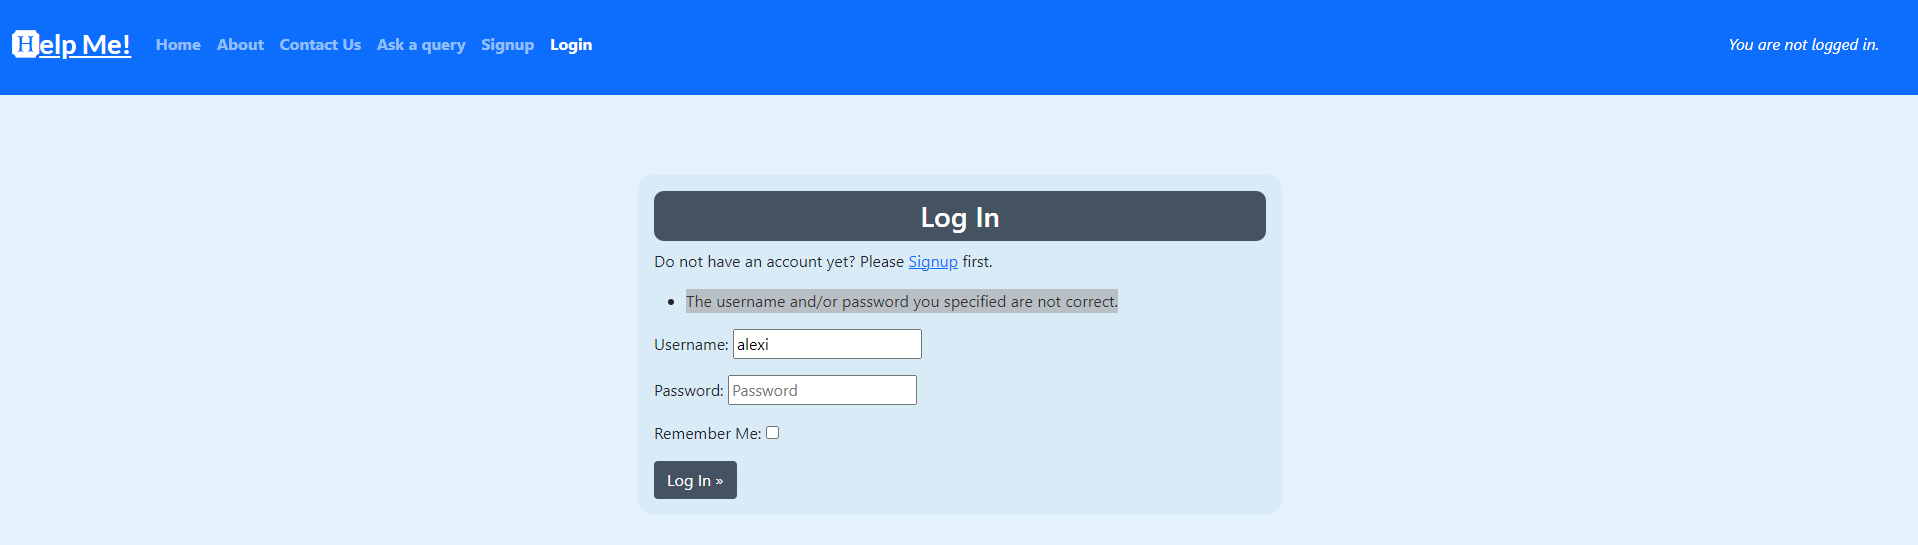 Help Me! Home About Contact Us Ask a query Signup Login You are not logged in.
Log In
Do not have an account yet? Please Signup first.
• The username and/or password you specified are not correct.
Username: alexi
Password: Password
Remember Me:
Log In »